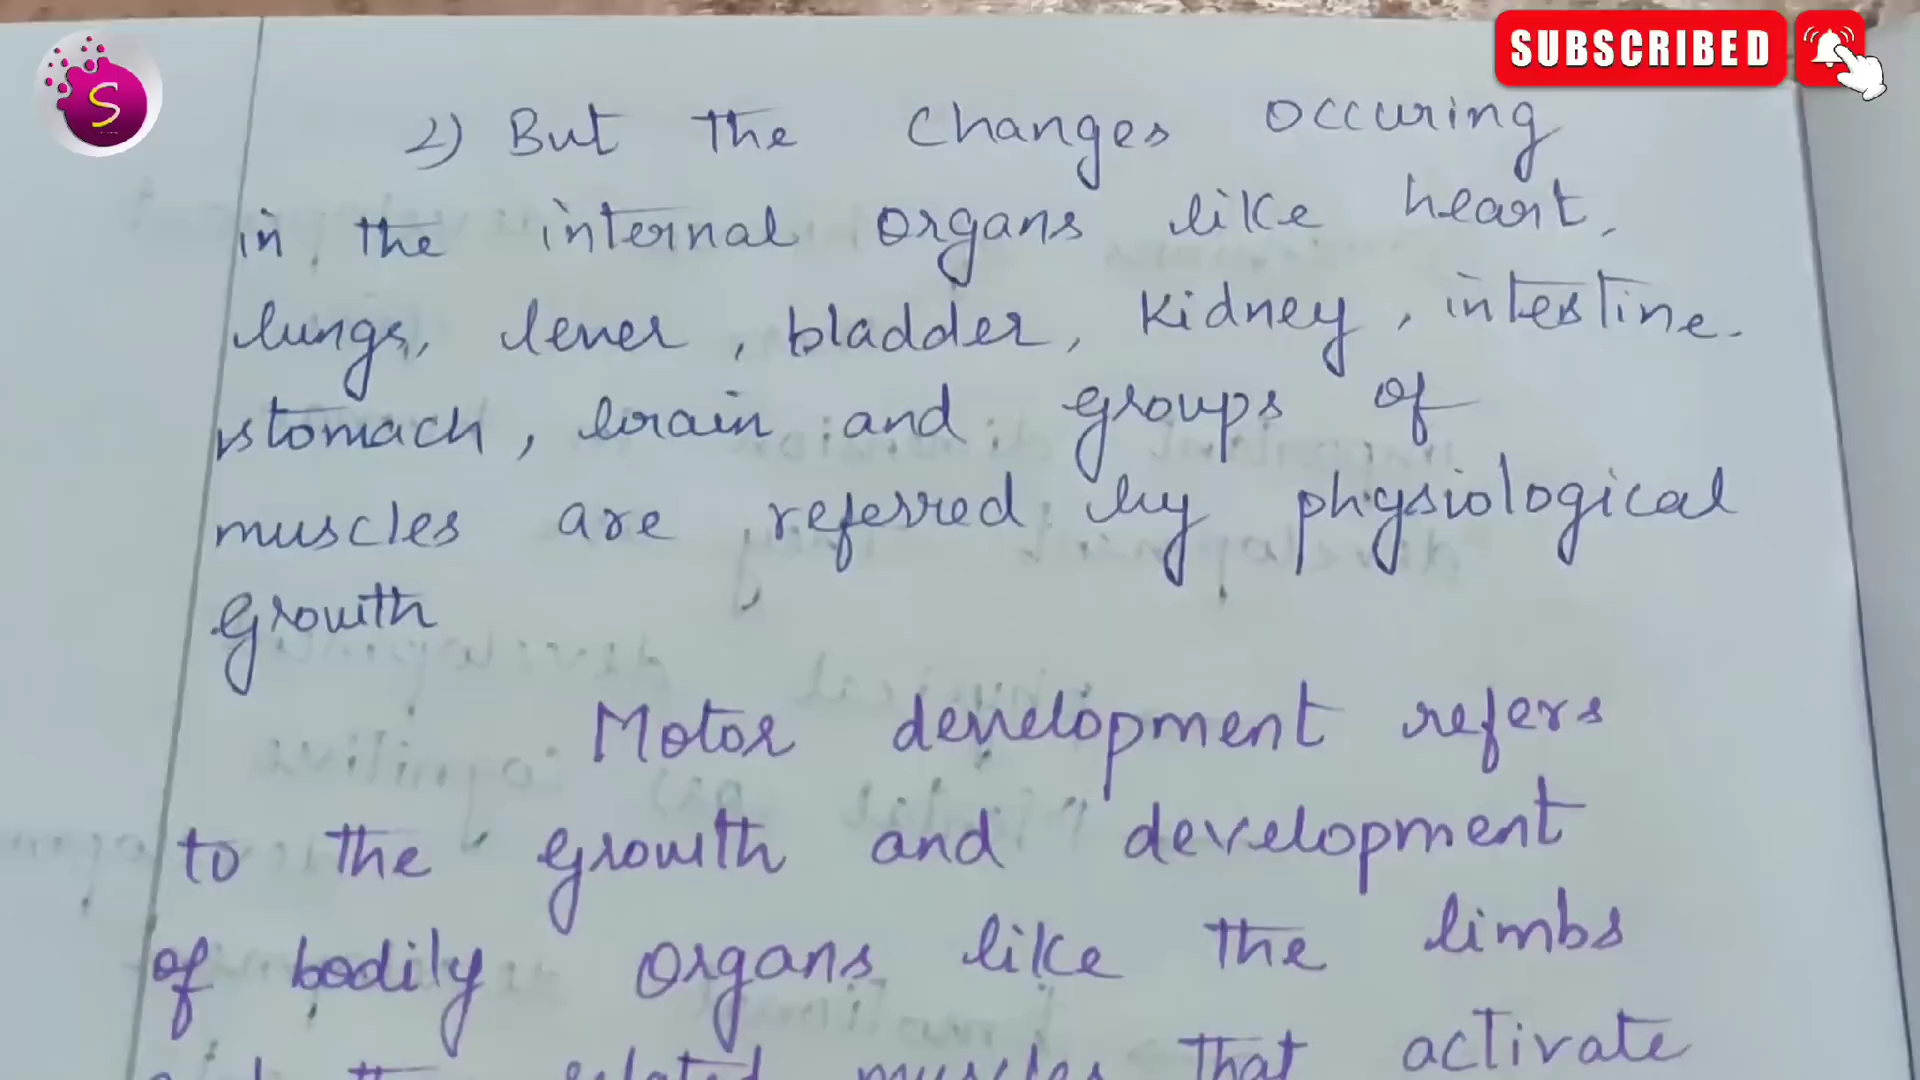 SUBSCRIBED
S
2) But the changes occuring
in the internal organs like heart,
lungs, lever, bladder, kidney, intestine.
stomach, brain and groups of
muscles are referred by physiological
growth
Motor development refers
to the growth and development
of bodily organs like the limbs
related muscles that activate